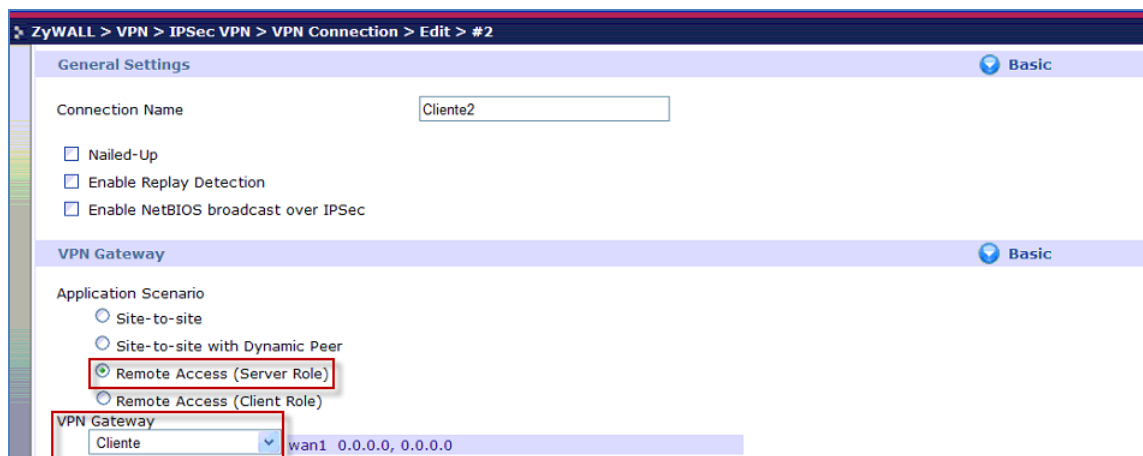 ZyWALL > VPN > IPSec VPN > VPN Connection > Edit > #2
General Settings Basic
Connection Name Cliente2
Nailed-Up
Enable Replay Detection
Enable NetBIOS broadcast over IPSec
VPN Gateway Basic
Application Scenario
Site-to-site
Site-to-site with Dynamic Peer
Remote Access (Server Role)
Remote Access (Client Role)
VPN Gateway
Cliente wan1 0.0.0.0, 0.0.0.0